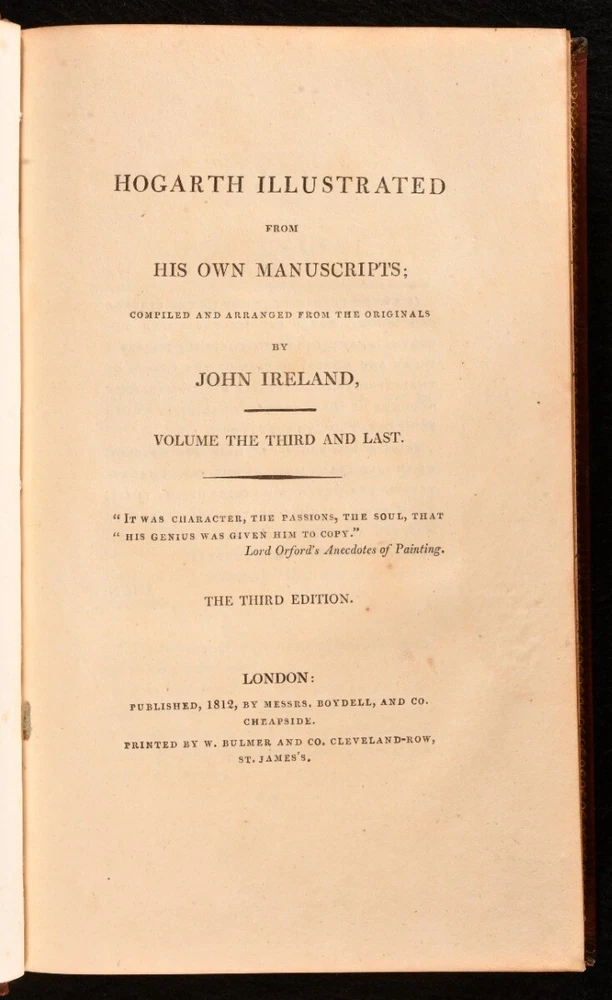 HOGARTH ILLUSTRATED
FROM
HIS OWN MANUSCRIPTS;
COMPILED AND ARRANGED FROM THE ORIGINALS
BY
JOHN IRELAND,
VOLUME THE THIRD AND LAST.
“ IT WAS CHARACTER, THE PASSIONS, THE SOUL, THAT
“ HIS GENIUS WAS GIVEN HIM TO COPY.”
Lord Orford's Anecdotes of Painting.
THE THIRD EDITION.
LONDON:
PUBLISHED, 1812, BY MESSRS. BOYDELL, AND CO.
CHEAPSIDE.
PRINTED BY W. BULMER AND CO. CLEVELAND-ROW,
ST. JAMES'S.